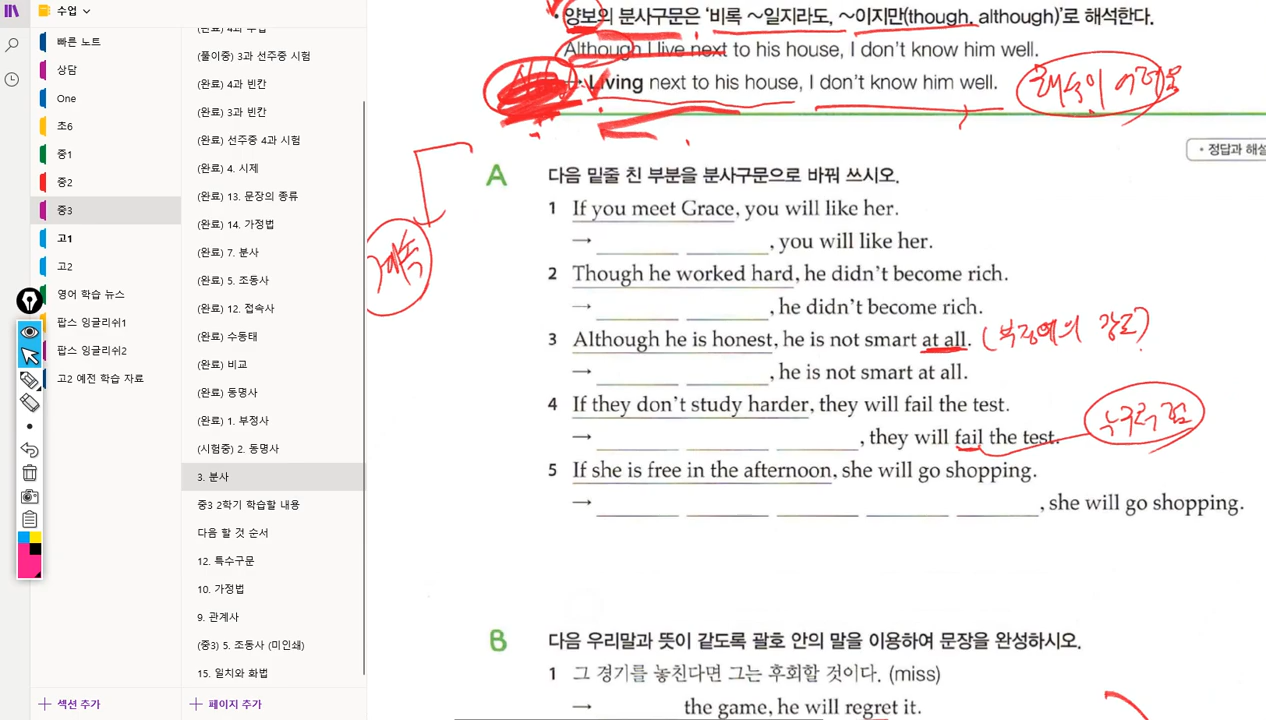 수업
빠른 노트
상담
One
초6
중1
중2
중3
고1
고2
영어 학습 뉴스
팝스 잉글리쉬1
팝스 잉글리쉬2
고2 예전 학습 자료
섹션 추가
(풀이중) 3과 선주중 시험
(완료) 4과 빈칸
(완료) 3과 빈칸
(완료) 선주중 4과 시험
(완료) 4. 시제
(완료) 13. 문장의 종류
(완료) 14. 가정법
(완료) 7. 분사
(완료) 5. 조동사
(완료) 12. 접속사
(완료) 수동태
(완료) 비교
(완료) 동명사
(완료) 1. 부정사
(시험중) 2. 동명사
3. 분사
중3 2학기 학습할 내용
다음 할 것 순서
12. 특수구문
10. 가정법
9. 관계사
(중3) 5. 조동사 (미인쇄)
15. 일치와 화법
페이지 추가
• 양보의 분사구문은 ‘비록 ~일지라도, ~이지만(though, although)’로 해석한다.
Although I live next to his house, I don't know him well.
→ Living next to his house, I don't know him well.
• 정답과 해설
A 다음 밑줄 친 부분을 분사구문으로 바꿔 쓰시오.
1 If you meet Grace, you will like her.
→ , you will like her.
2 Though he worked hard, he didn't become rich.
→ , he didn't become rich.
3 Although he is honest, he is not smart at all. (부정예의 강조)
→ , he is not smart at all.
4 If they don't study harder, they will fail the test.
→ , they will fail the test.
5 If she is free in the afternoon, she will go shopping.
→ , she will go shopping.
B 다음 우리말과 뜻이 같도록 괄호 안의 말을 이용하여 문장을 완성하시오.
1 그 경기를 놓친다면 그는 후회할 것이다. (miss)
→ the game, he will regret it.